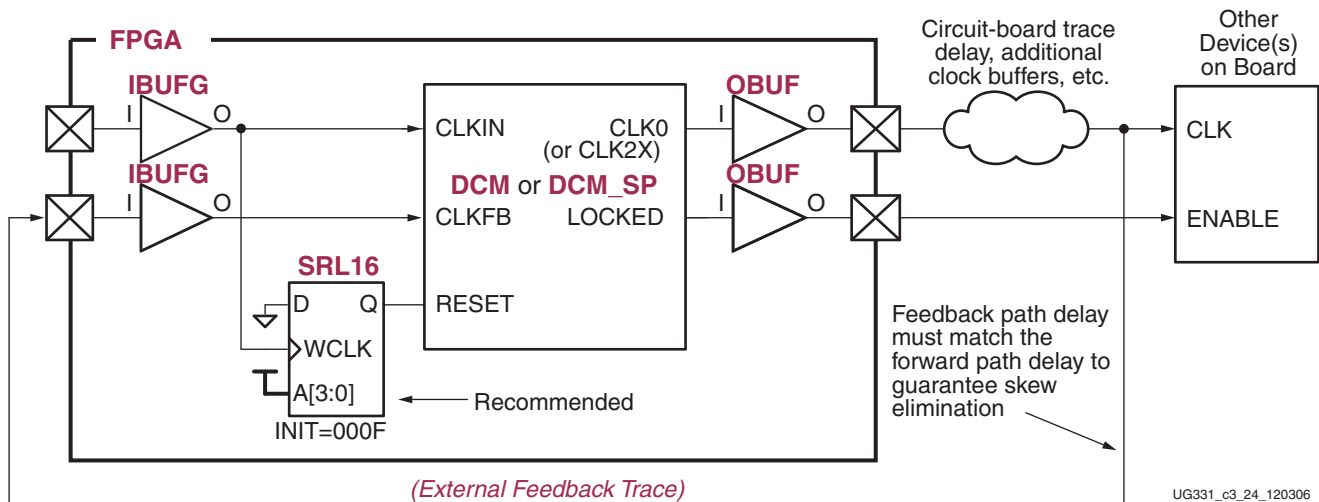 FPGA
IBUFG
I
O
IBUFG
I
O
CLKIN
CLK0
(or CLK2X)
DCM or DCM_SP
CLKFB
LOCKED
RESET
SRL16
D
Q
WCLK
A[3:0]
INIT=000F
Recommended
OBUF
I
O
OBUF
I
O
Circuit-board trace
delay, additional
clock buffers, etc.
Other
Device(s)
on Board
CLK
ENABLE
Feedback path delay
must match the
forward path delay to
guarantee skew
elimination
(External Feedback Trace)
UG331_c3_24_120306